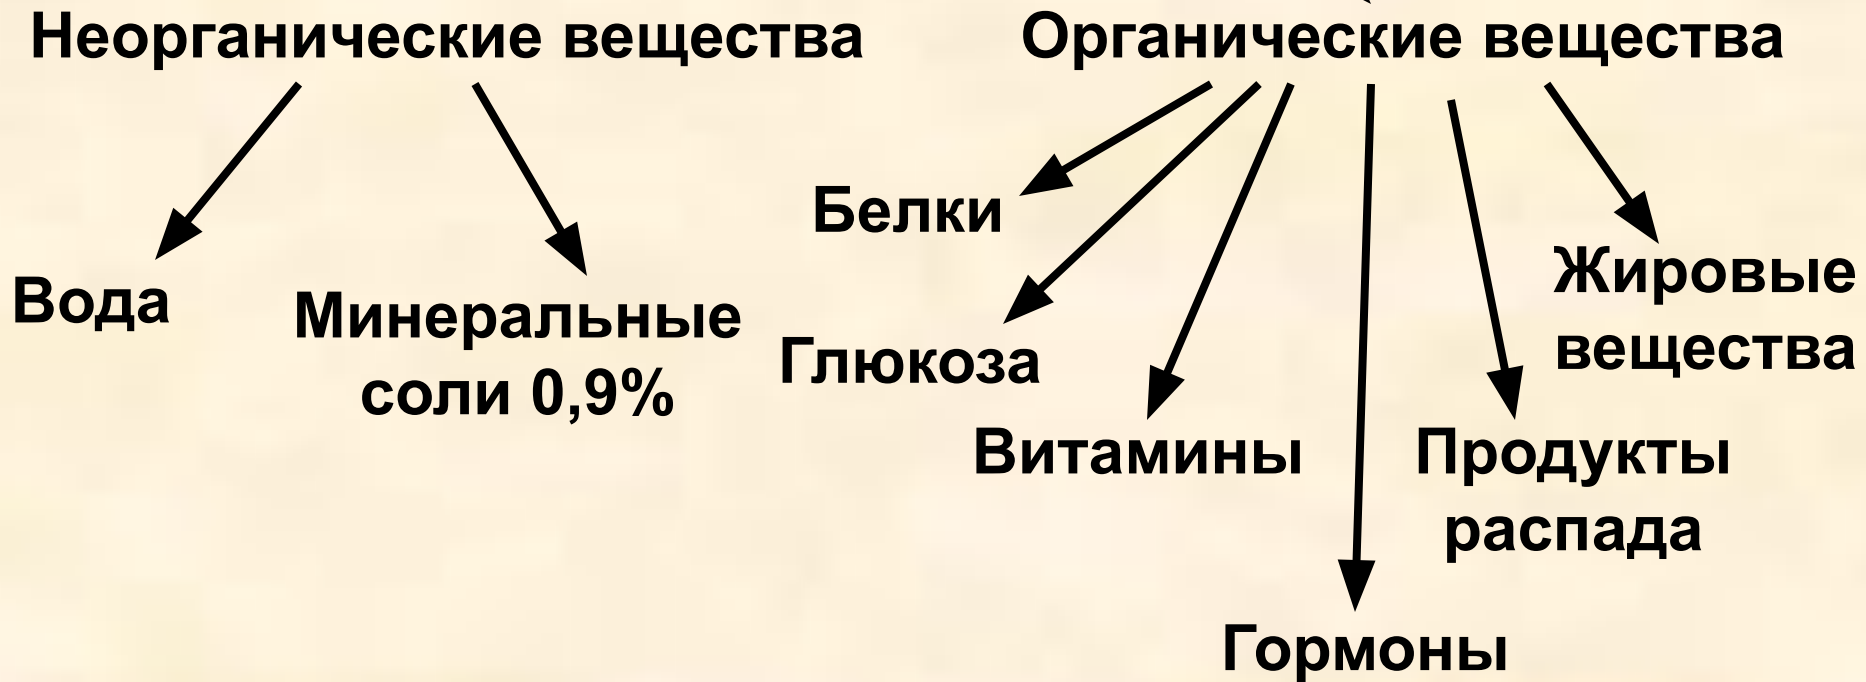 Неорганические вещества
Органические вещества
Белки
Жировые
вещества
Вода
Минеральные
соли 0,9%
Глюкоза
Витамины
Продукты
распада
Гормоны